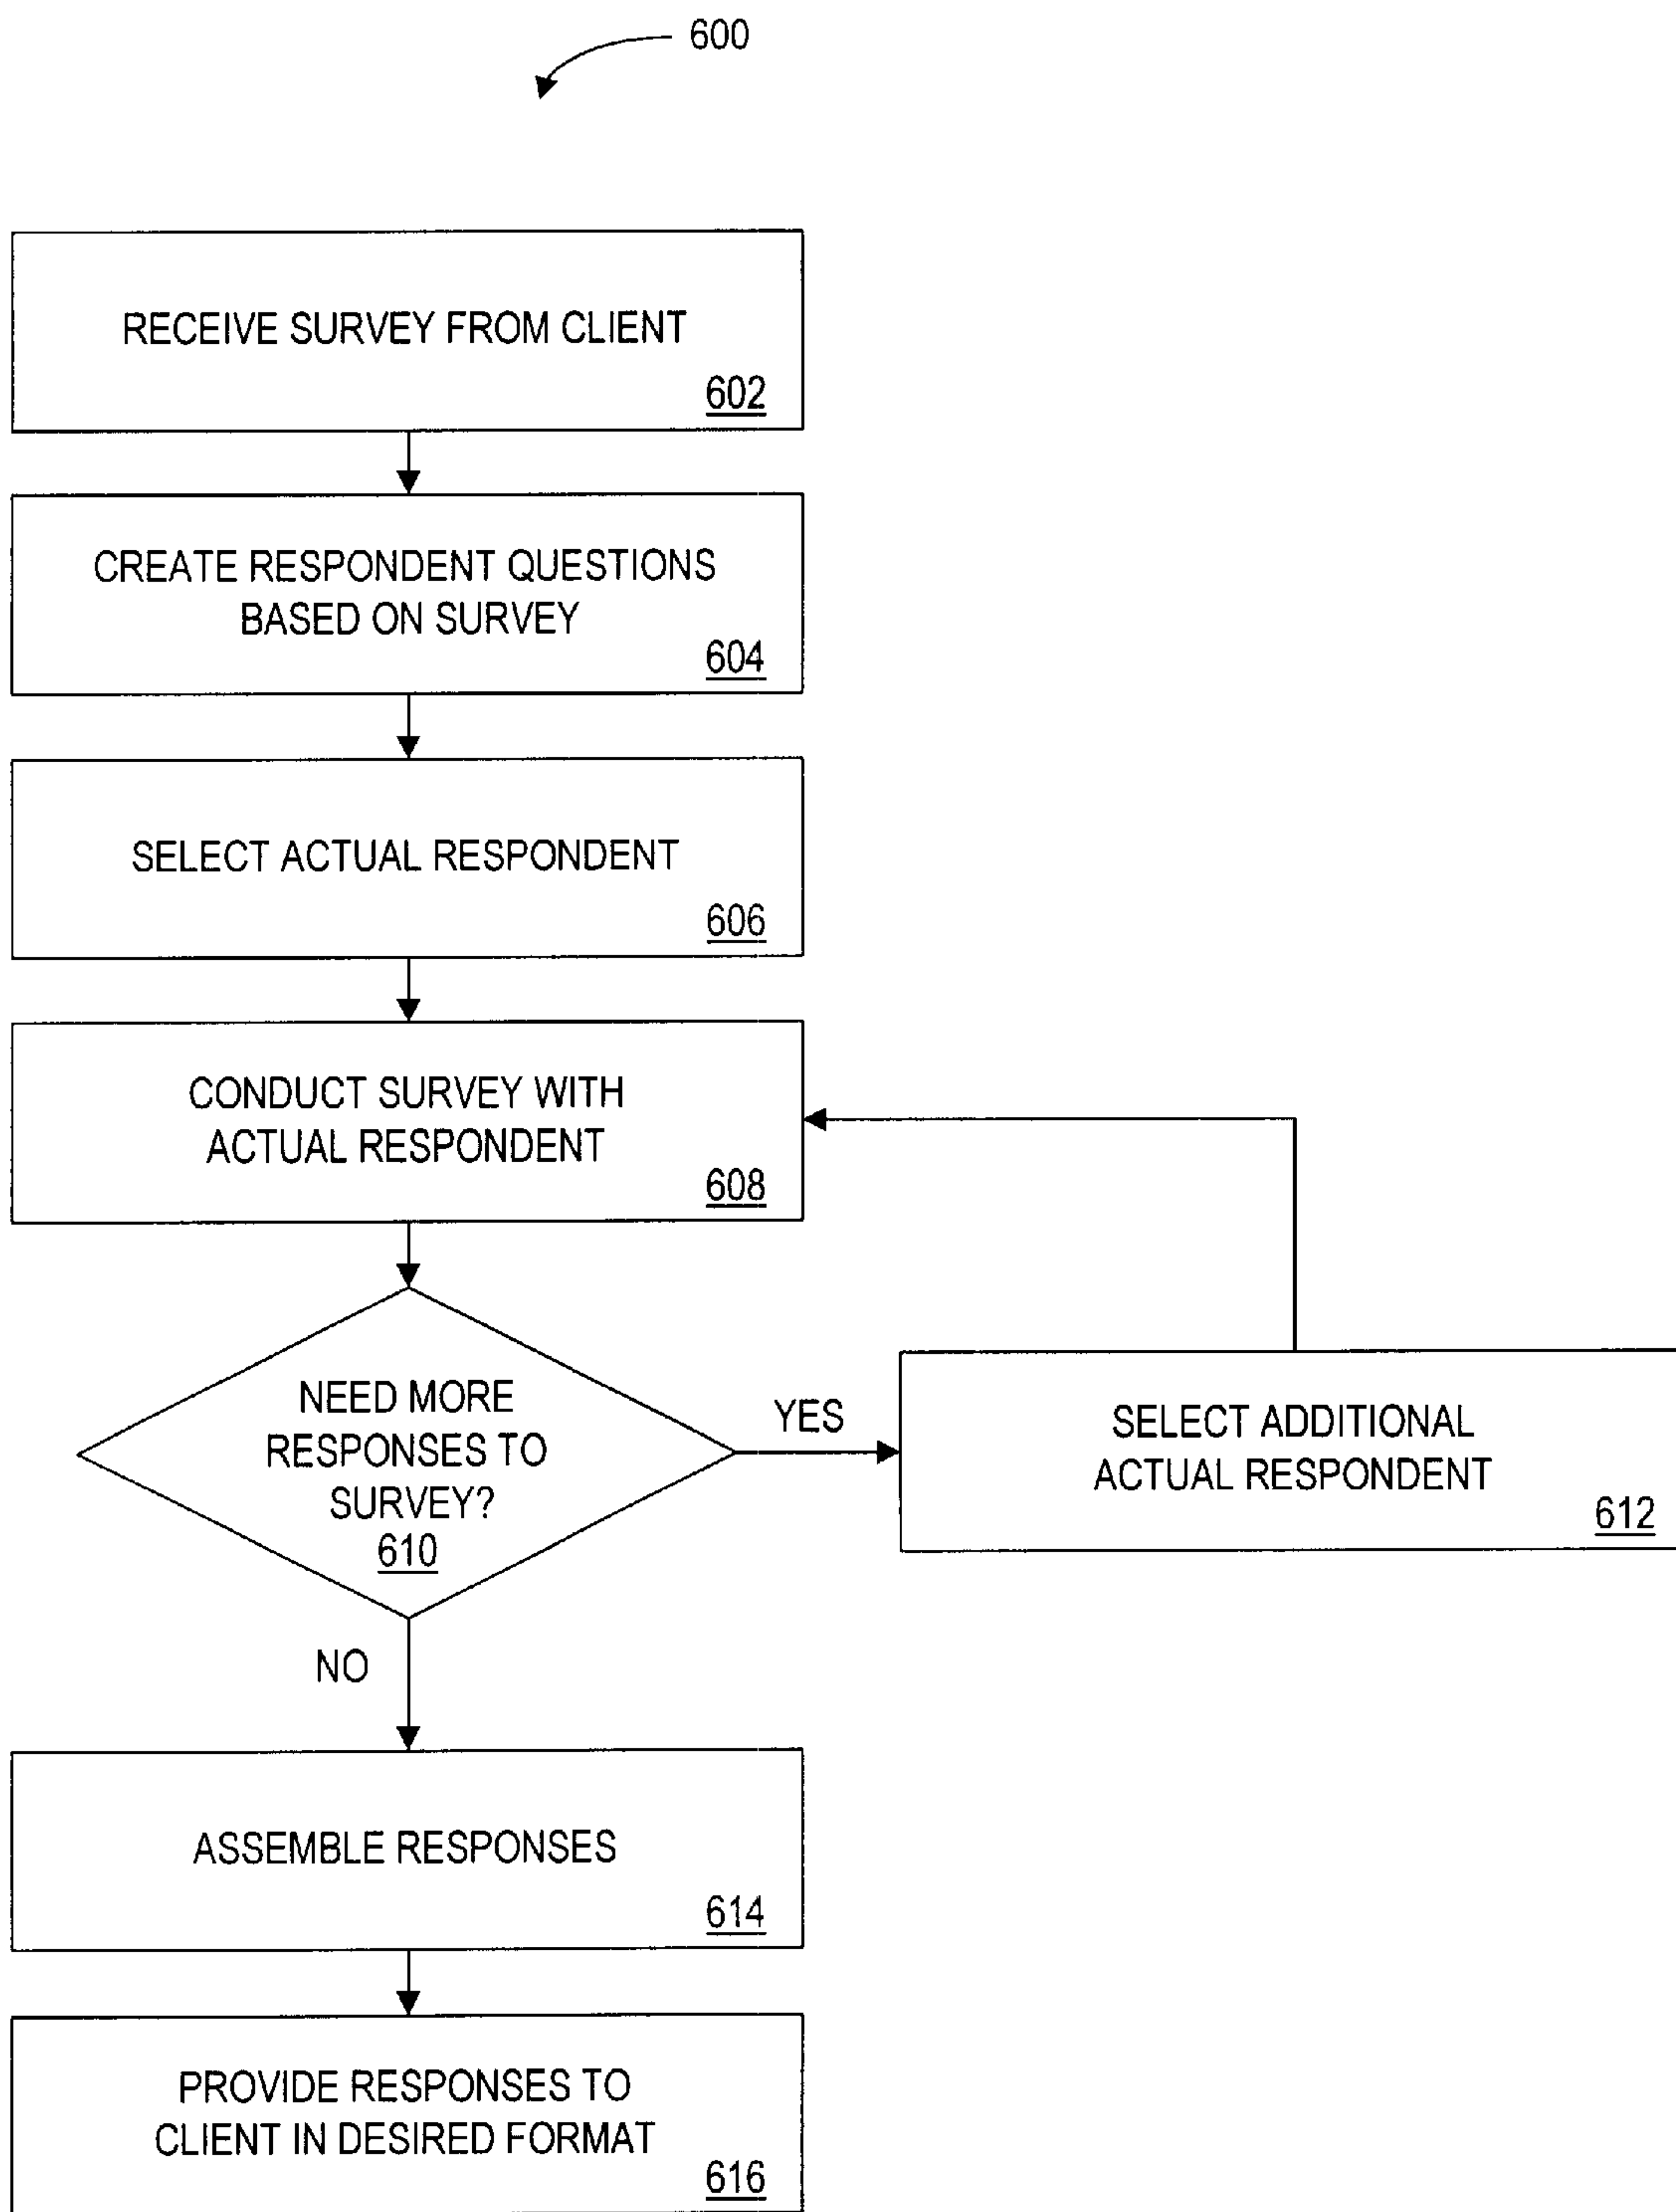 600
RECEIVE SURVEY FROM CLIENT
602
CREATE RESPONDENT QUESTIONS
BASED ON SURVEY
604
SELECT ACTUAL RESPONDENT
606
CONDUCT SURVEY WITH
ACTUAL RESPONDENT
608
NEED MORE
RESPONSES TO
SURVEY?
610
YES
SELECT ADDITIONAL
ACTUAL RESPONDENT
612
NO
ASSEMBLE RESPONSES
614
PROVIDE RESPONSES TO
CLIENT IN DESIRED FORMAT
616